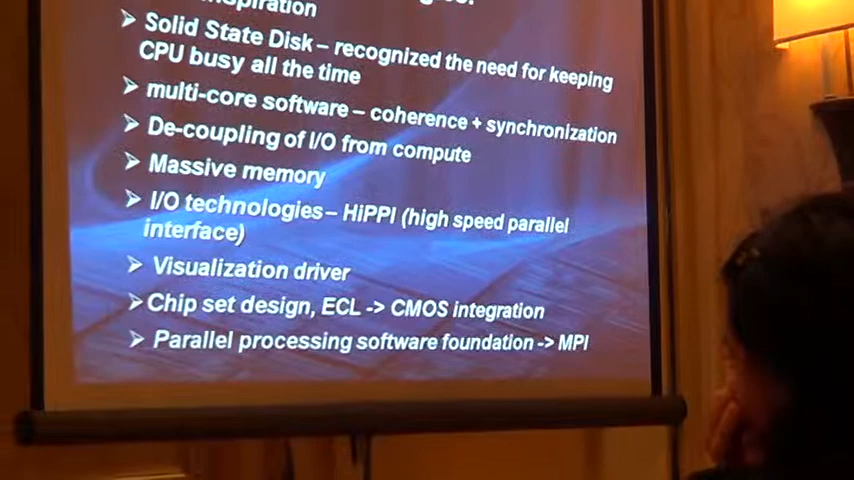 Solid State Disk – recognized the need for keeping
CPU busy all the time
multi-core software – coherence + synchronization
De-coupling of I/O from compute
Massive memory
I/O technologies – HiPPI (high speed parallel
interface)
Visualization driver
Chip set design, ECL -> CMOS integration
Parallel processing software foundation -> MPI